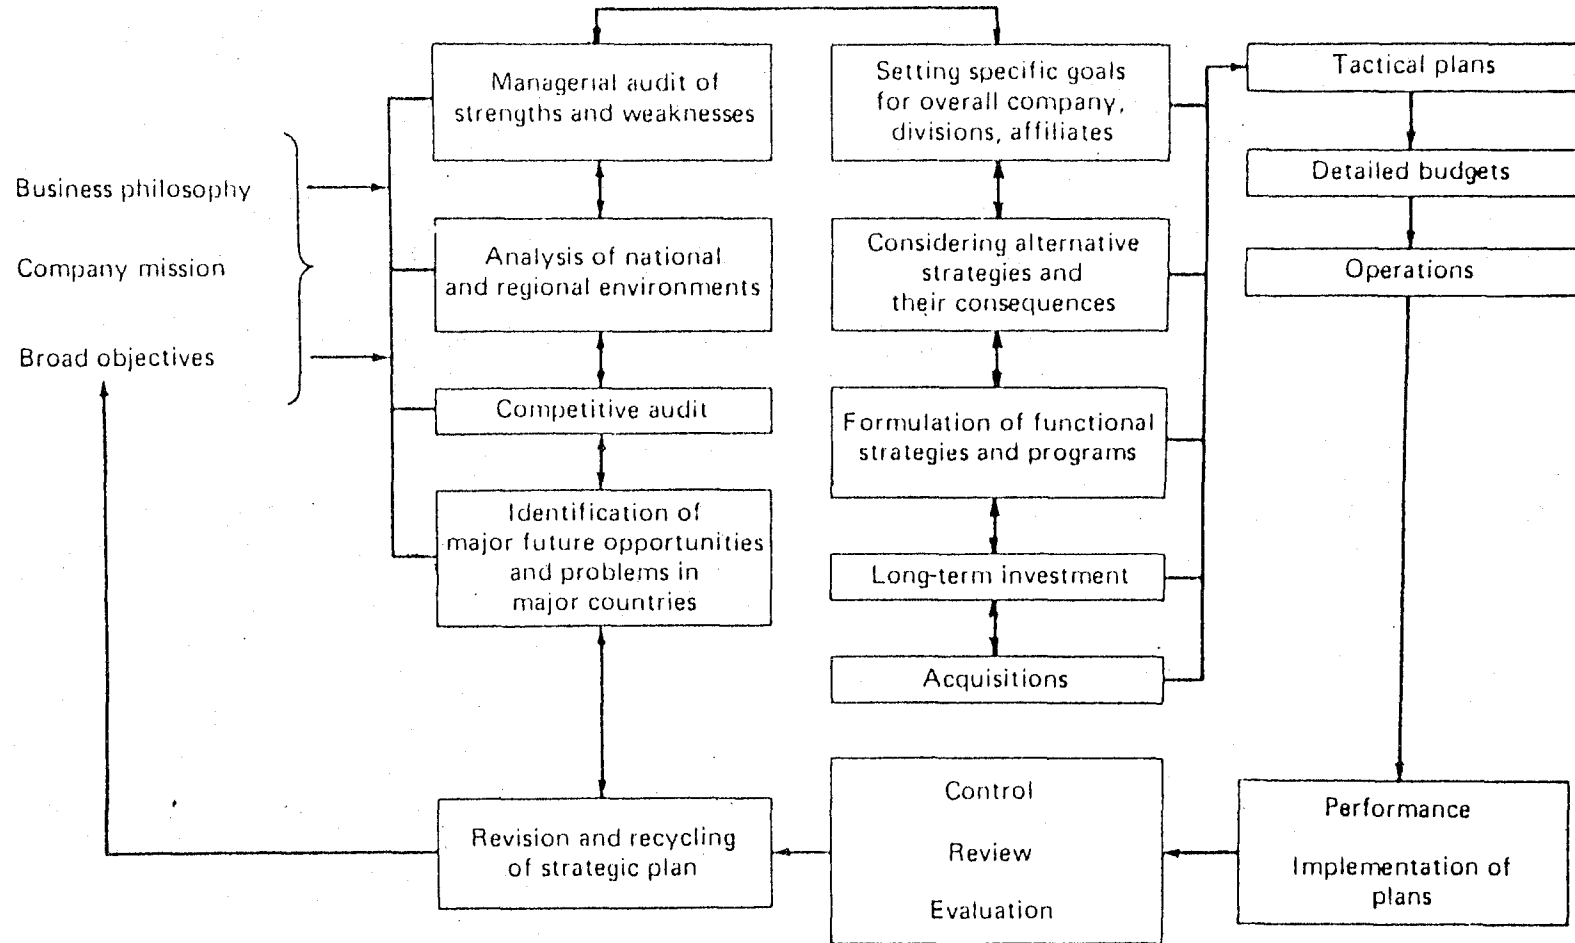 Business philosophy
Company mission
Broad objectives
Managerial audit of
strengths and weaknesses
Analysis of national
and regional environments
Competitive audit
Identification of
major future opportunities
and problems in
major countries
Setting specific goals
for overall company,
divisions, affiliates
Considering alternative
strategies and
their consequences
Formulation of functional
strategies and programs
Long-term investment
Acquisitions
Tactical plans
Detailed budgets
Operations
Performance
Implementation of
plans
Control
Review
Evaluation
Revision and recycling
of strategic plan